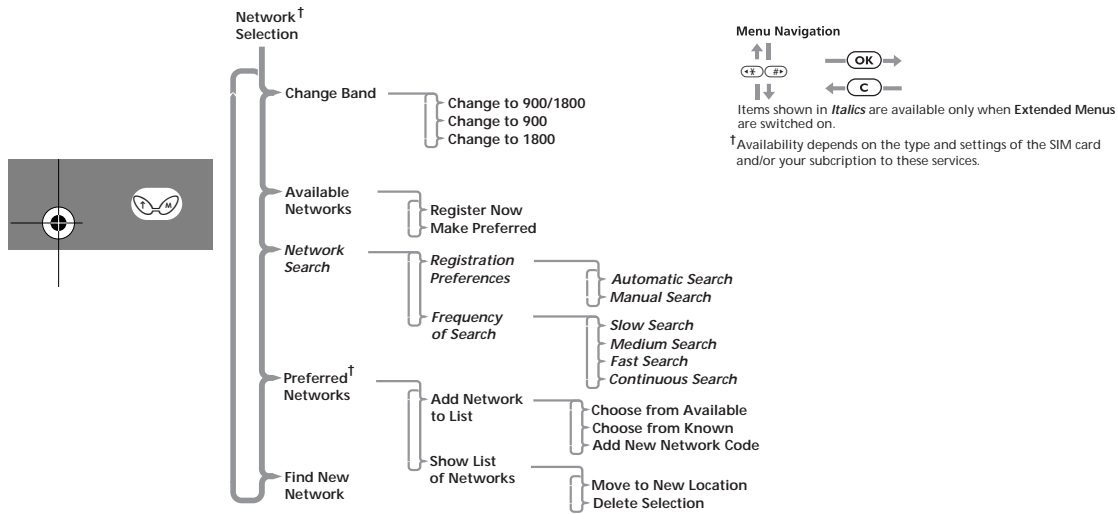 Network†
Selection
Menu Navigation
OK
C
Items shown in Italics are available only when Extended Menus
are switched on.
†Availability depends on the type and settings of the SIM card
and/or your subcription to these services.
Change Band
Change to 900/1800
Change to 900
Change to 1800
Available
Networks
Register Now
Make Preferred
Network
Search
Registration
Preferences
Automatic Search
Manual Search
Frequency
of Search
Slow Search
Medium Search
Fast Search
Continuous Search
Preferred†
Networks
Add Network
to List
Choose from Available
Choose from Known
Add New Network Code
Show List
of Networks
Move to New Location
Delete Selection
Find New
Network
M